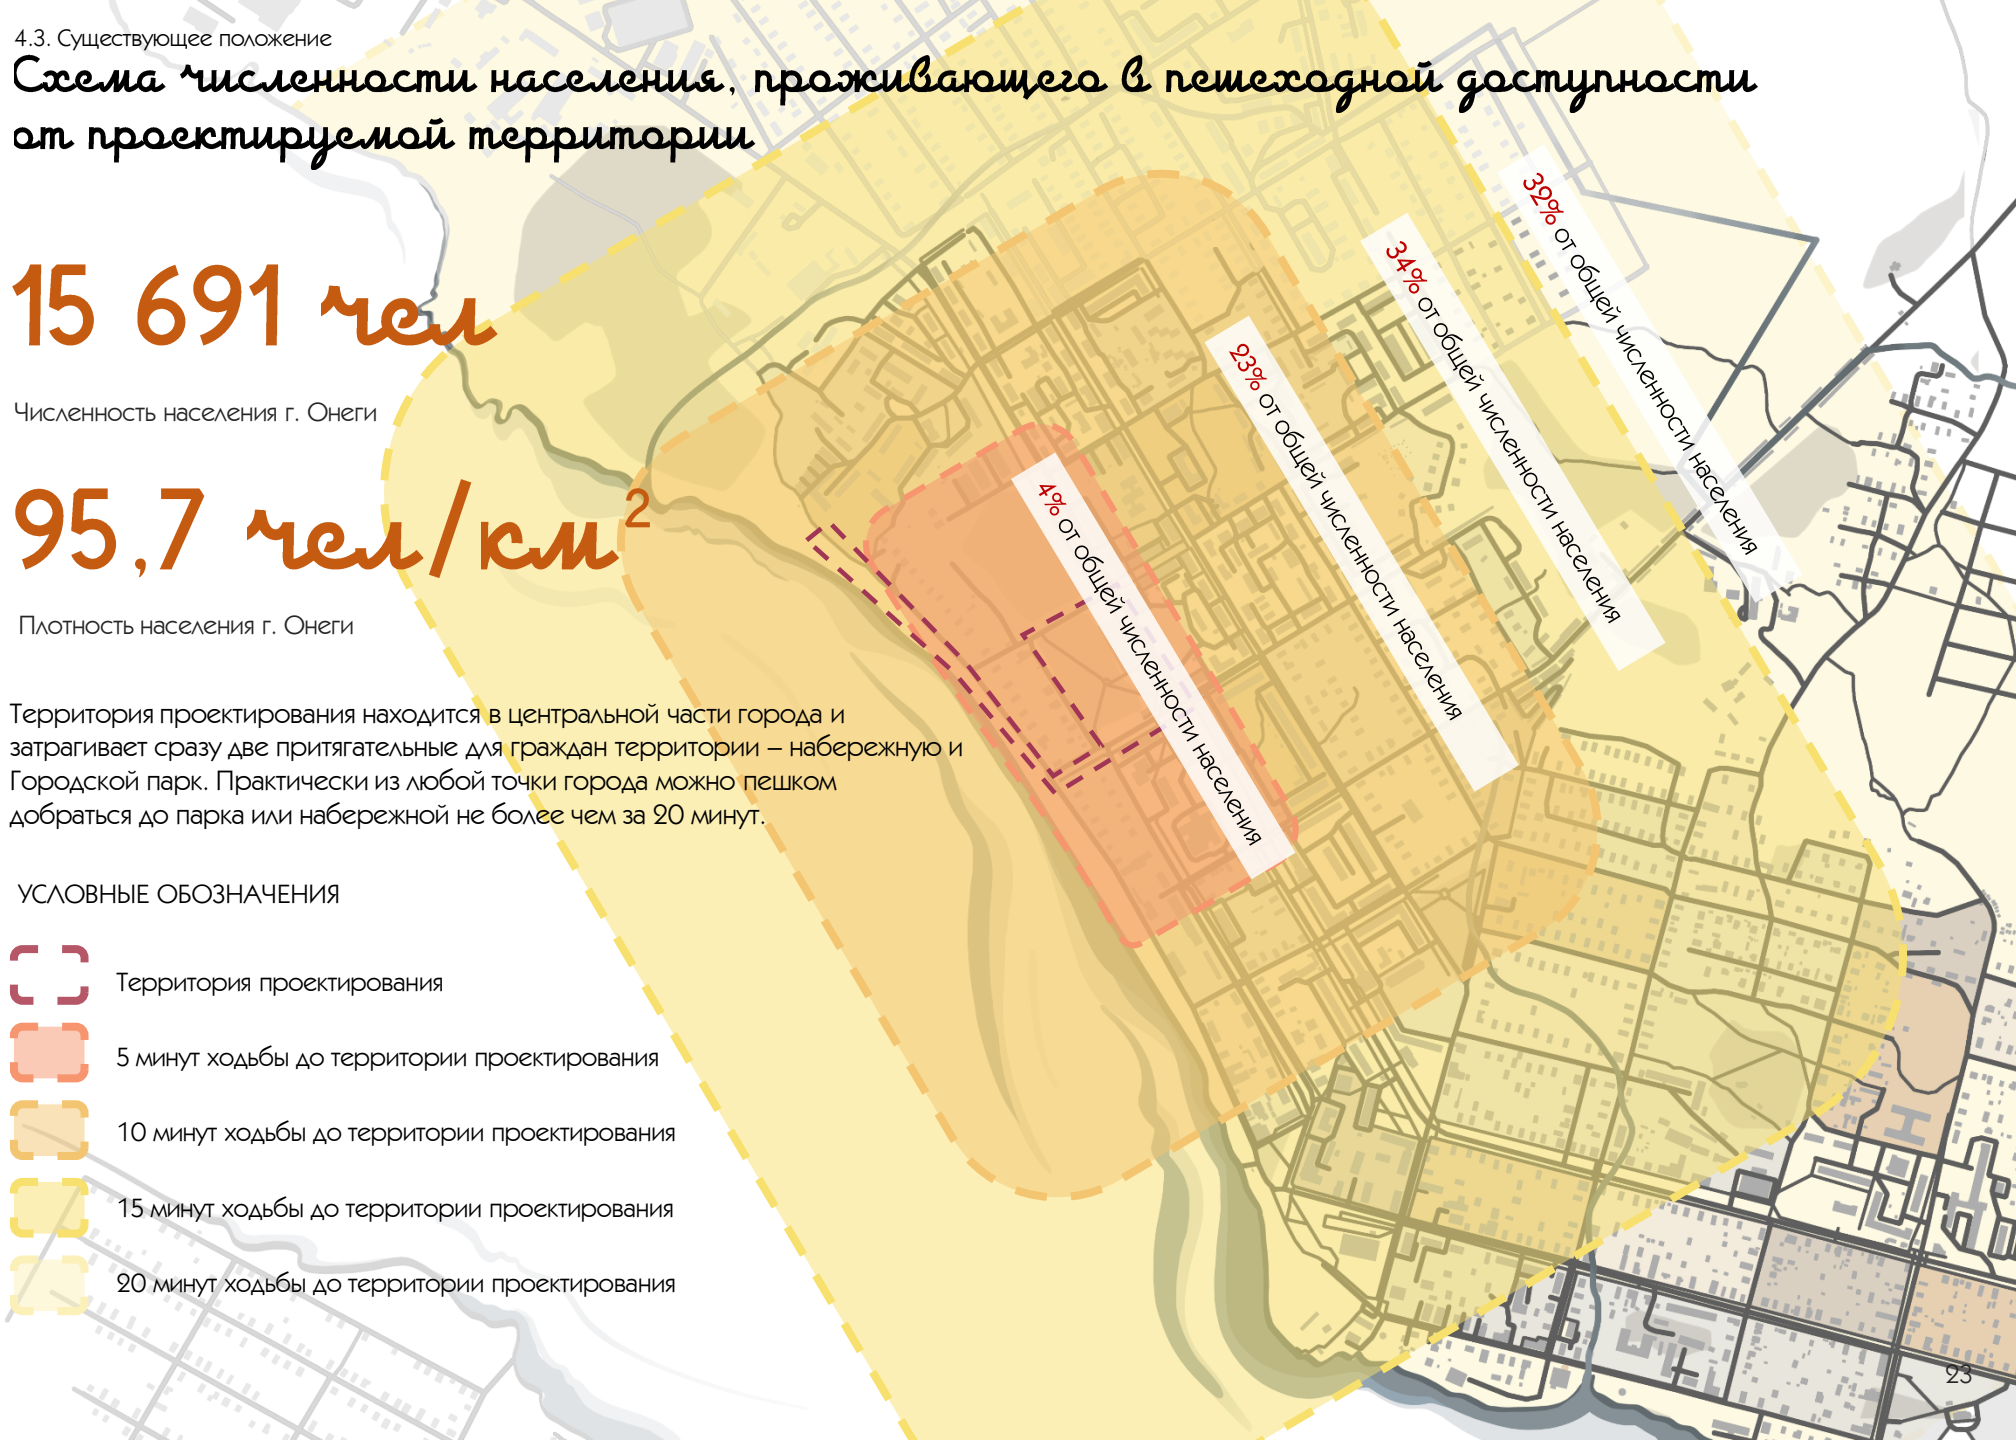 4.3. Существующее положение
Схема численности населения, проживающего в пешеходной доступности
от проектируемой территории
15 691 чел
Численность населения г. Онеги
95,7 чел/км²
Плотность населения г. Онеги
Территория проектирования находится в центральной части города и
затрагивает сразу две притягательные для граждан территории – набережную и
Городской парк. Практически из любой точки города можно пешком
добраться до парка или набережной не более чем за 20 минут.
УСЛОВНЫЕ ОБОЗНАЧЕНИЯ
Территория проектирования
5 минут ходьбы до территории проектирования
10 минут ходьбы до территории проектирования
15 минут ходьбы до территории проектирования
20 минут ходьбы до территории проектирования
4% от общей численности населения
23% от общей численности населения
34% от общей численности населения
32% от общей численности населения
23